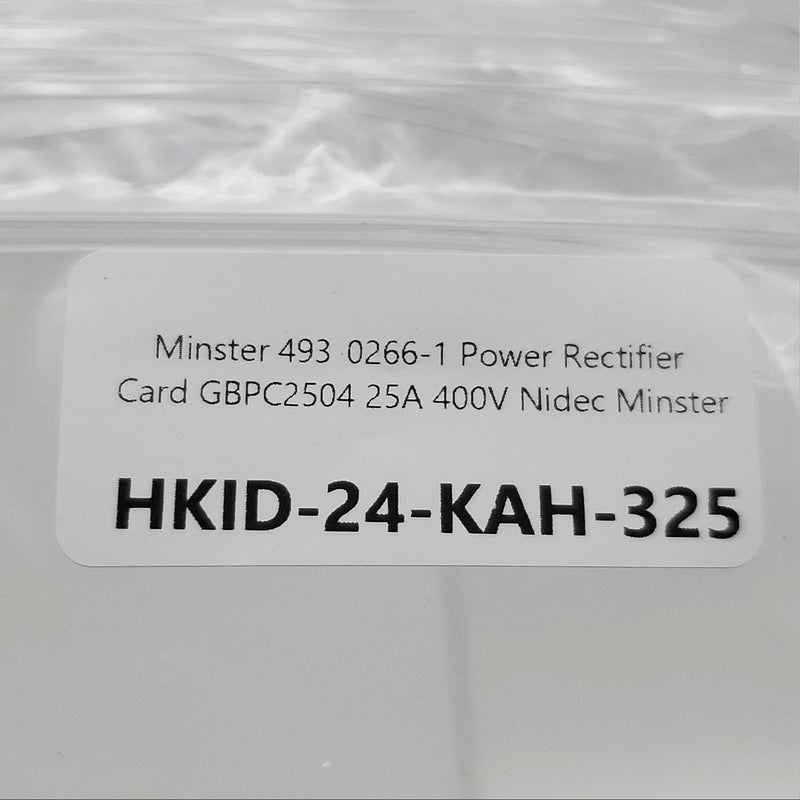 Minster 493 0266-1 Power Rectifier
Card GBPC2504 25A 400V Nidec Minster
HKID-24-KAH-325